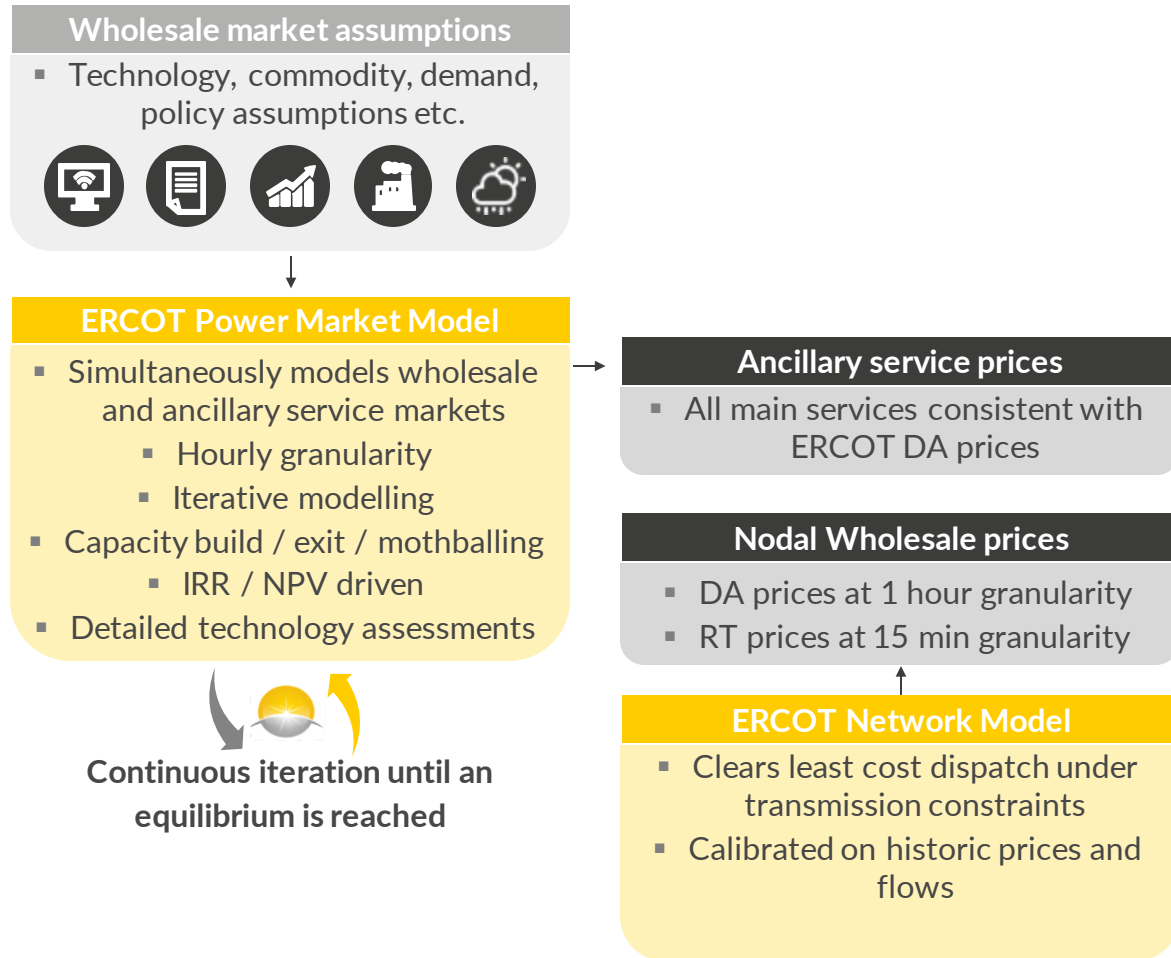 Wholesale market assumptions
▪ Technology, commodity, demand,
policy assumptions etc.
ERCOT Power Market Model
▪ Simultaneously models wholesale
and ancillary service markets
▪ Hourly granularity
▪ Iterative modelling
▪ Capacity build / exit / mothballing
▪ IRR / NPV driven
▪ Detailed technology assessments
Continuous iteration until an
equilibrium is reached
Ancillary service prices
▪ All main services consistent with
ERCOT DA prices
Nodal Wholesale prices
▪ DA prices at 1 hour granularity
▪ RT prices at 15 min granularity
ERCOT Network Model
▪ Clears least cost dispatch under
transmission constraints
▪ Calibrated on historic prices and
flows